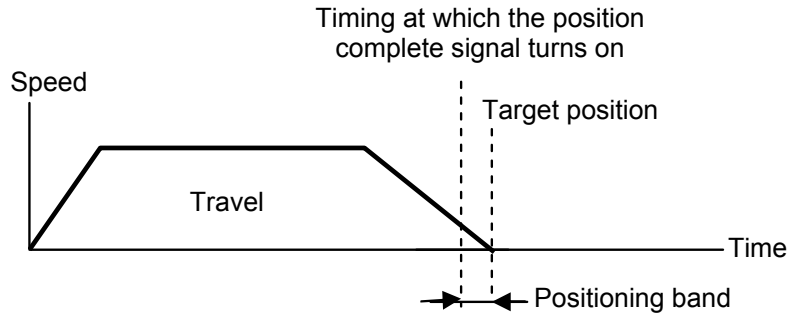 Timing at which the position
complete signal turns on
Speed
Target position
Travel
Time
Positioning band